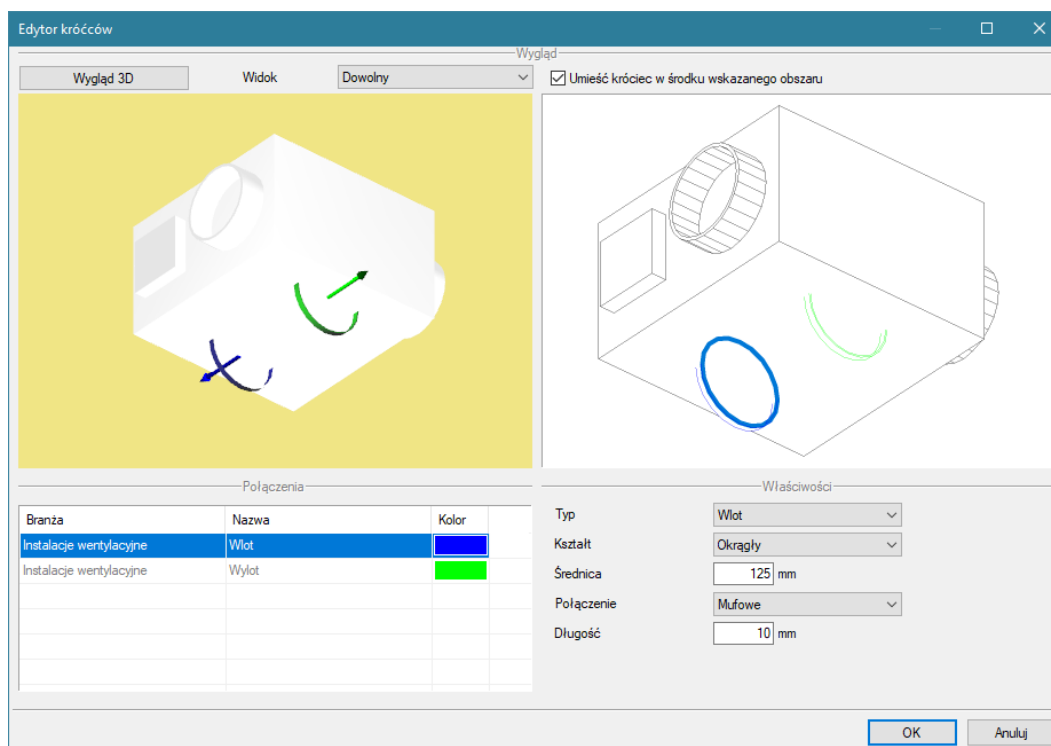 Edytor króćców
Wygląd
Wygląd 3D
Widok
Dowolny
Umieść króciec w środku wskazanego obszaru
Połączenia
Branża Nazwa Kolor
Instalacje wentylacyjne Wlot
Instalacje wentylacyjne Wylot
Właściwości
Typ Wlot
Kształt Okrągły
Średnica 125 mm
Połączenie Mufowe
Długość 10 mm
OK Anuluj